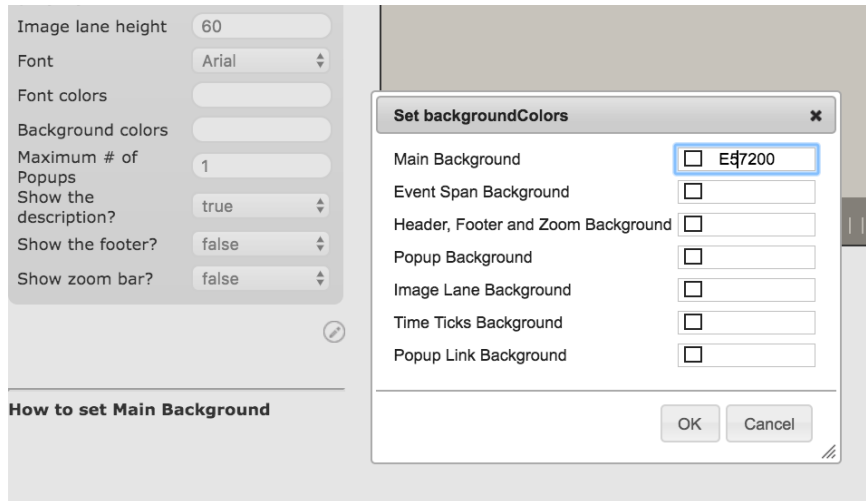 Image lane height 60
Font Arial
Font colors
Background colors
Maximum # of
Popups 1
Show the
description? true
Show the footer? false
Show zoom bar? false
How to set Main Background
Set backgroundColors
Main Background E57200
Event Span Background
Header, Footer and Zoom Background
Popup Background
Image Lane Background
Time Ticks Background
Popup Link Background
OK Cancel